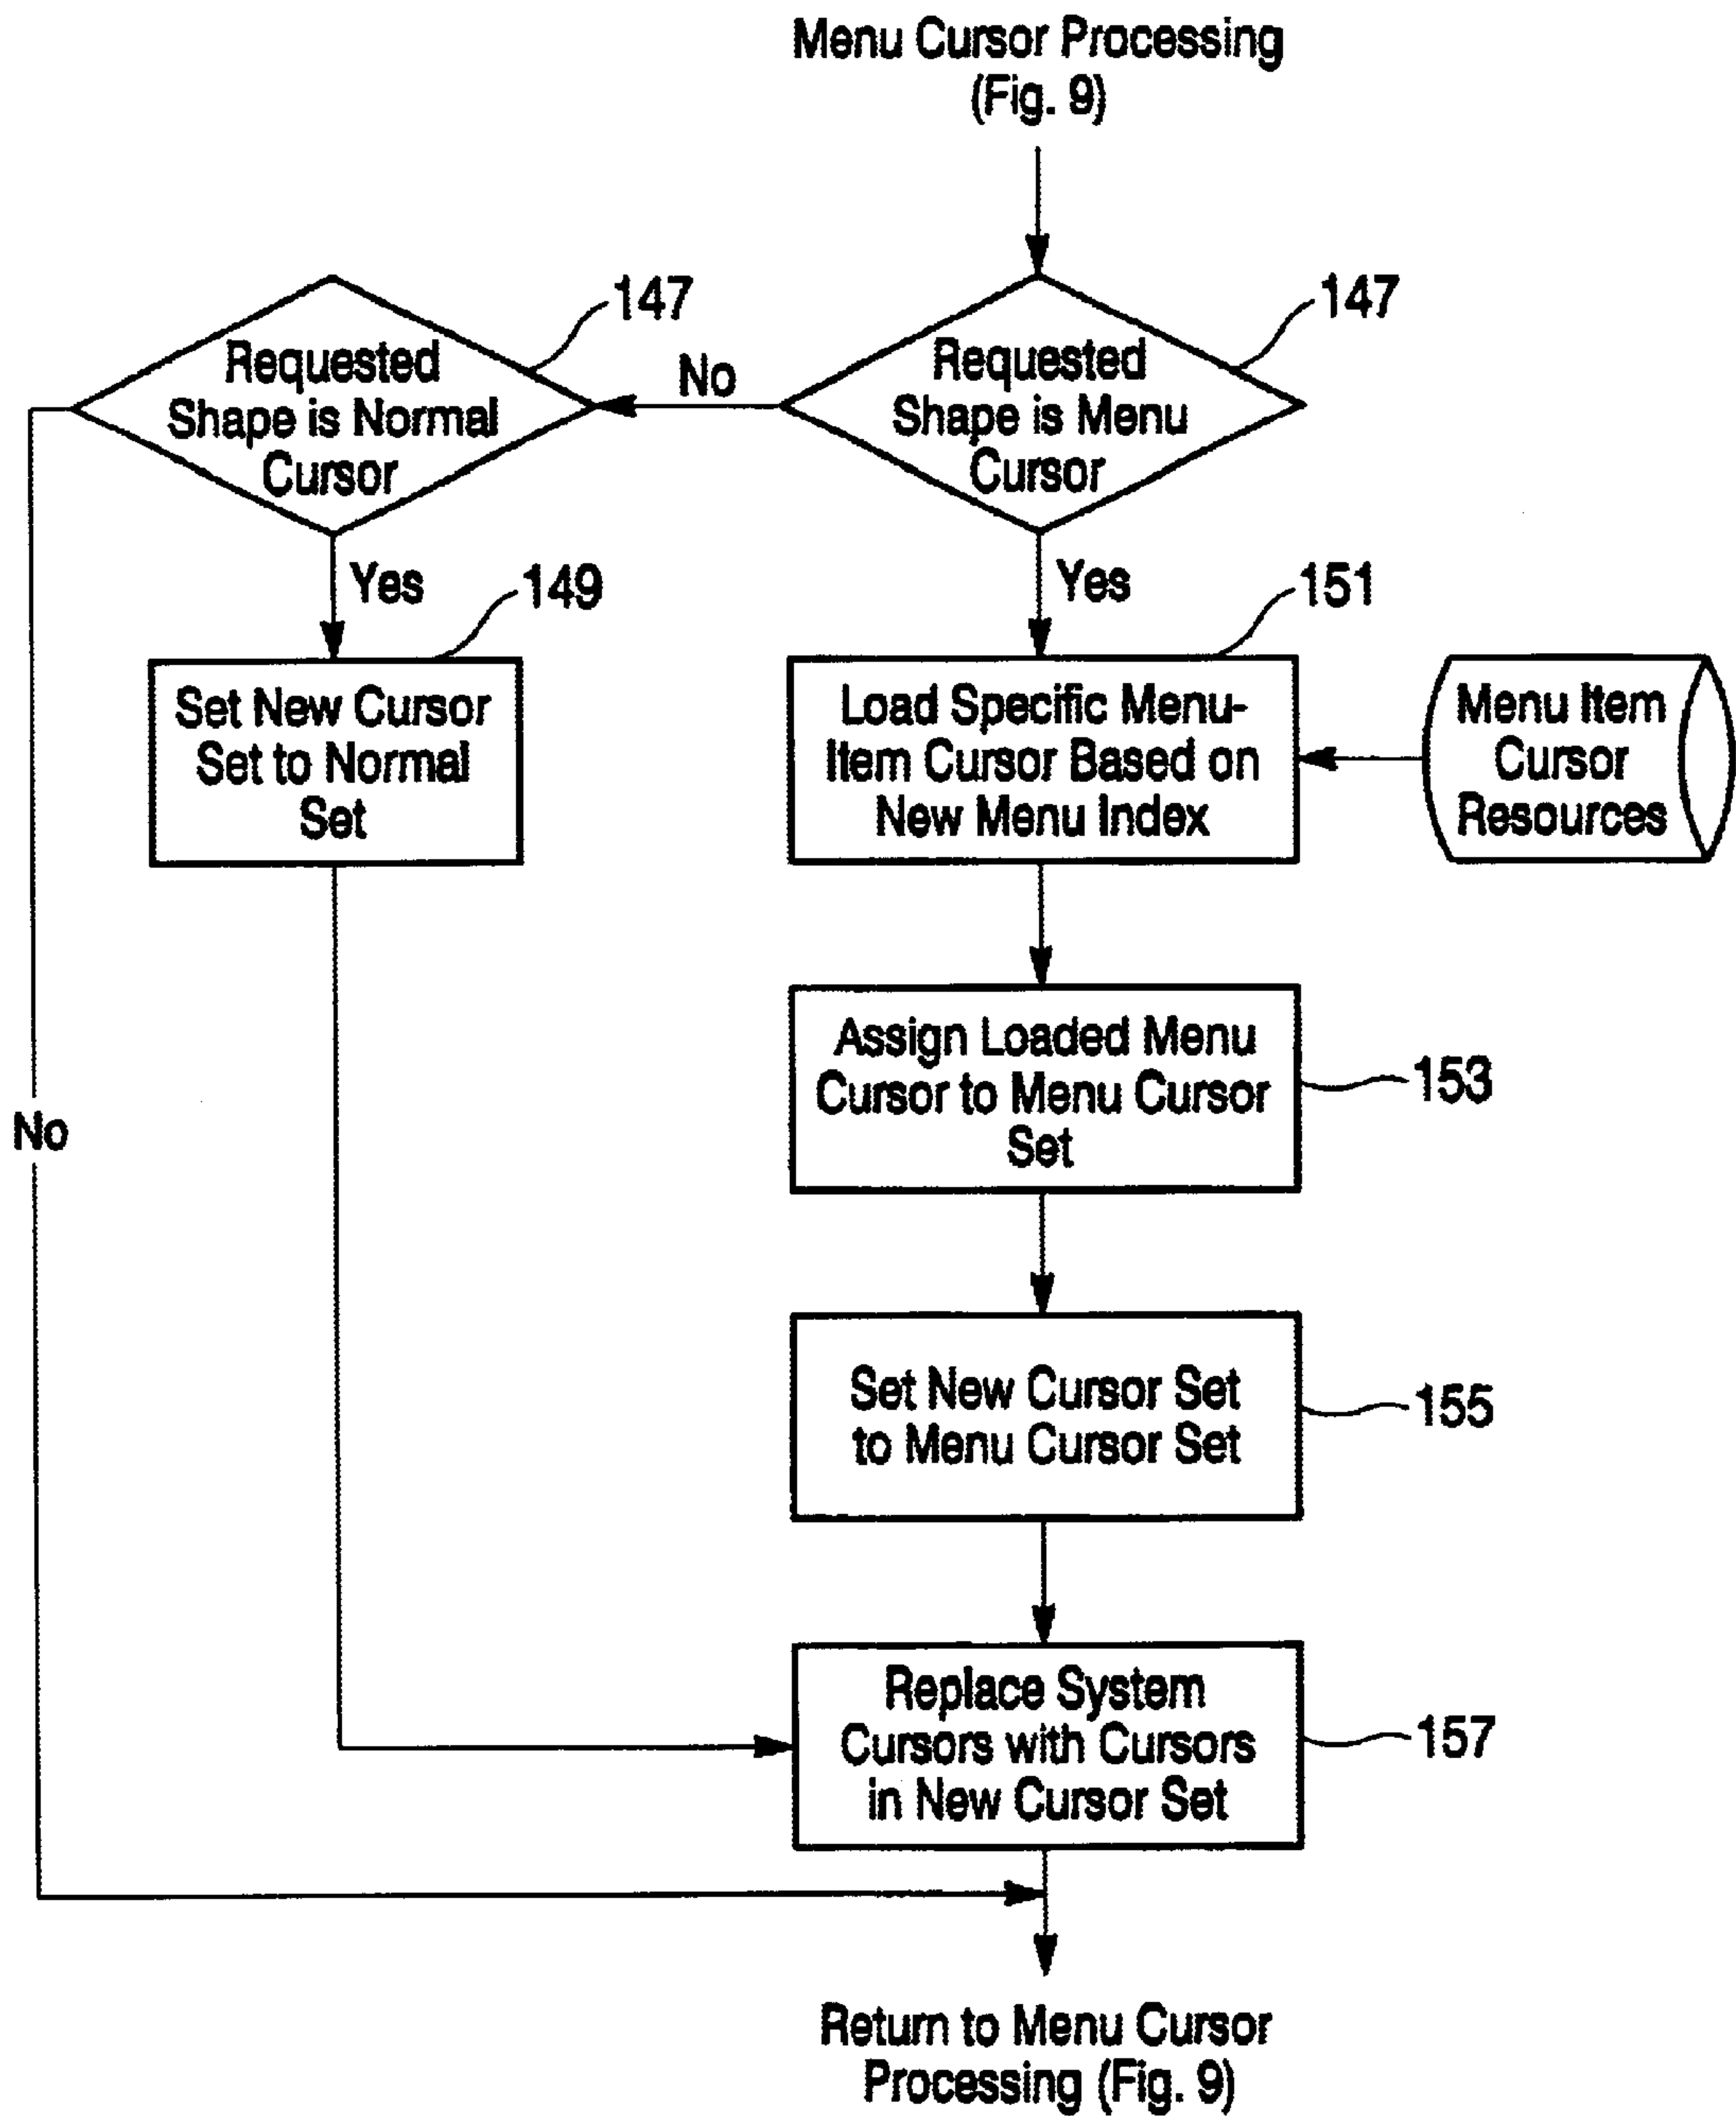 Menu Cursor Processing
(Fig. 9)
147
147
Requested
Shape is Normal
Cursor
No
Requested
Shape is Menu
Cursor
Yes
149
Yes
151
Set New Cursor
Set to Normal
Set
Load Specific Menu-
Item Cursor Based on
New Menu Index
Menu Item
Cursor
Resources
Assign Loaded Menu
Cursor to Menu Cursor
Set
153
No
Set New Cursor Set
to Menu Cursor Set
155
Replace System
Cursors with Cursors
in New Cursor Set
157
Return to Menu Cursor
Processing (Fig. 9)